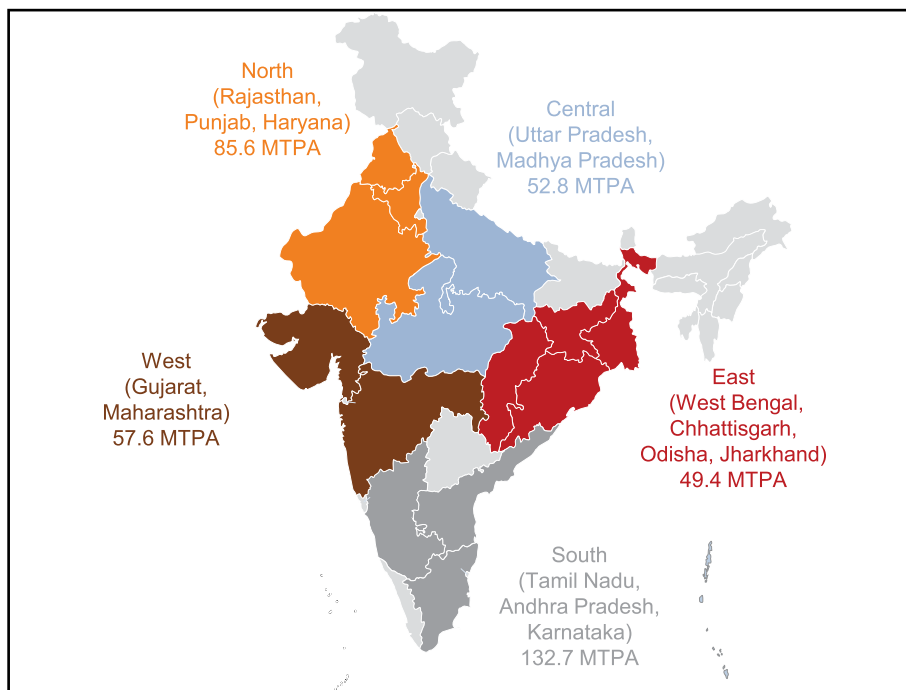 North
(Rajasthan,
Punjab, Haryana)
85.6 MTPA
Central
(Uttar Pradesh,
Madhya Pradesh)
52.8 MTPA
West
(Gujarat,
Maharashtra)
57.6 MTPA
East
(West Bengal,
Chhattisgarh,
Odisha, Jharkhand)
49.4 MTPA
South
(Tamil Nadu,
Andhra Pradesh,
Karnataka)
132.7 MTPA